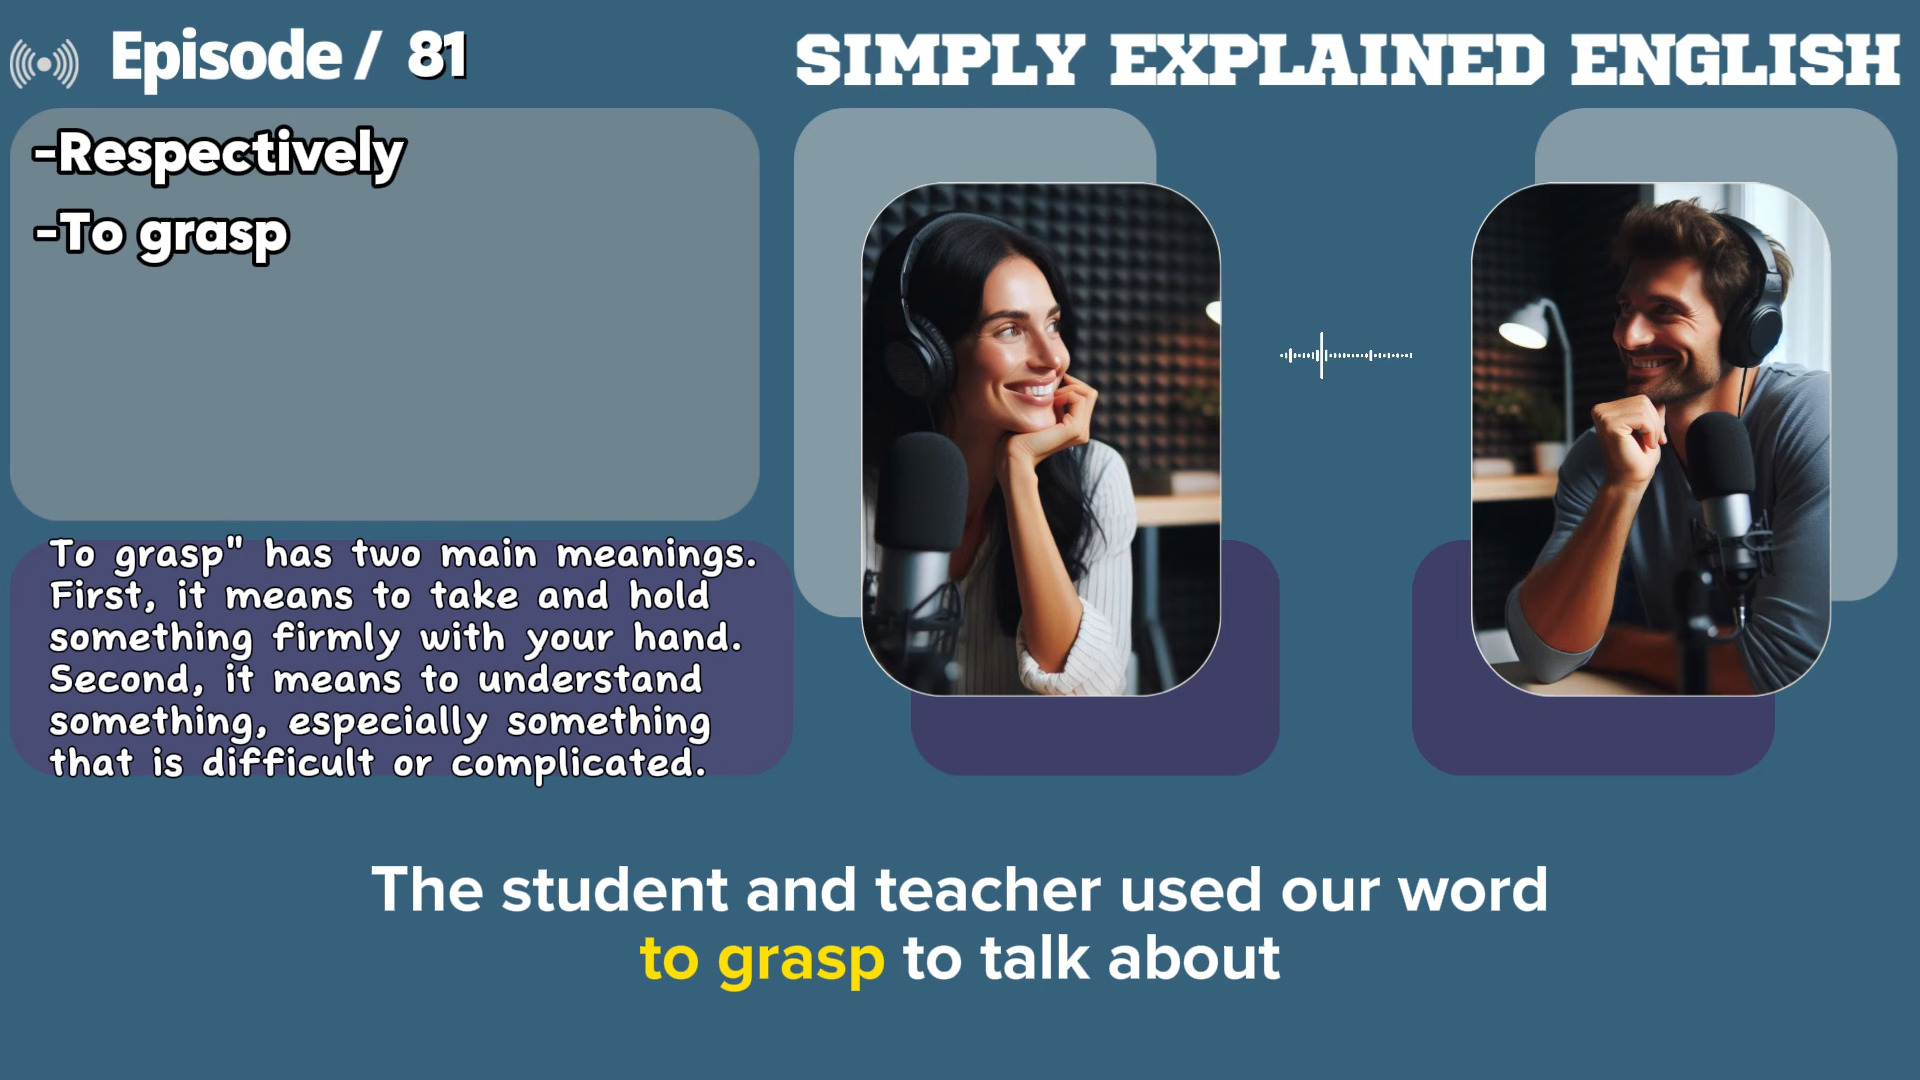 Episode / 81
SIMPLY EXPLAINED ENGLISH
-Respectively
-To grasp
To grasp" has two main meanings.
First, it means to take and hold
something firmly with your hand.
Second, it means to understand
something, especially something
that is difficult or complicated.
The student and teacher used our word
to grasp to talk about